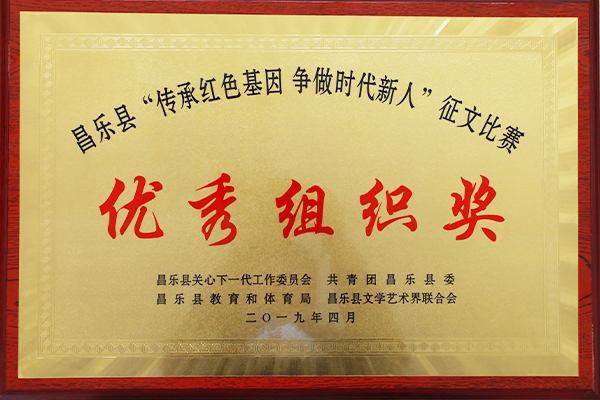 昌乐县“传承红色基因 争做时代新人”征文比赛
优秀组织奖
昌乐县关心下一代工作委员会 共青团昌乐县委
昌乐县教育和体育局 昌乐县文学艺术界联合会
二〇一九年四月